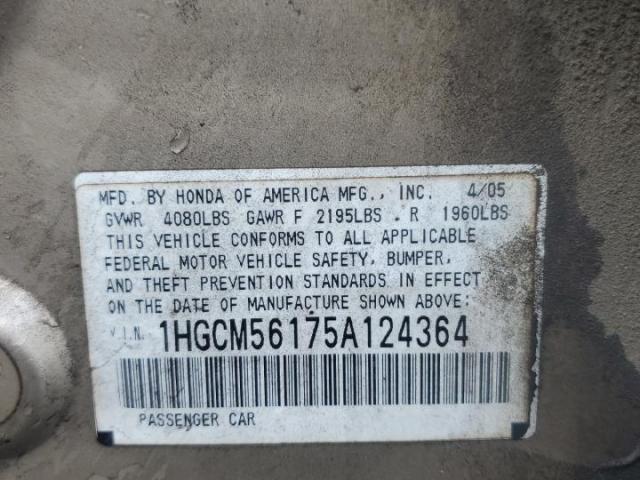 MFD. BY HONDA OF AMERICA MFG., INC. 4/05
GVWR 4080LBS GAWR F 2195LBS . R 1960LBS
THIS VEHICLE CONFORMS TO ALL APPLICABLE
FEDERAL MOTOR VEHICLE SAFETY, BUMPER,
AND THEFT PREVENTION STANDARDS IN EFFECT
ON THE DATE OF MANUFACTURE SHOWN ABOVE:
V.I.N. 1HGCM56175A124364
PASSENGER CAR